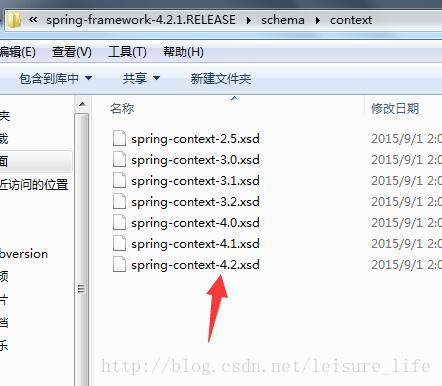 « spring-framework-4.2.1.RELEASE ▸ schema ▸ context
编辑(E) 查看(V) 工具(T) 帮助(H)
包含到库中 共享 新建文件夹
名称 修改日期
夹
载
面
近访问的位置
bversion
频
片
档
乐
spring-context-2.5.xsd 2015/9/1 2:0
spring-context-3.0.xsd 2015/9/1 2:0
spring-context-3.1.xsd 2015/9/1 2:0
spring-context-3.2.xsd 2015/9/1 2:0
spring-context-4.0.xsd 2015/9/1 2:0
spring-context-4.1.xsd 2015/9/1 2:0
spring-context-4.2.xsd 2015/9/1 2:0
http://blog.csdn.net/leisure_life